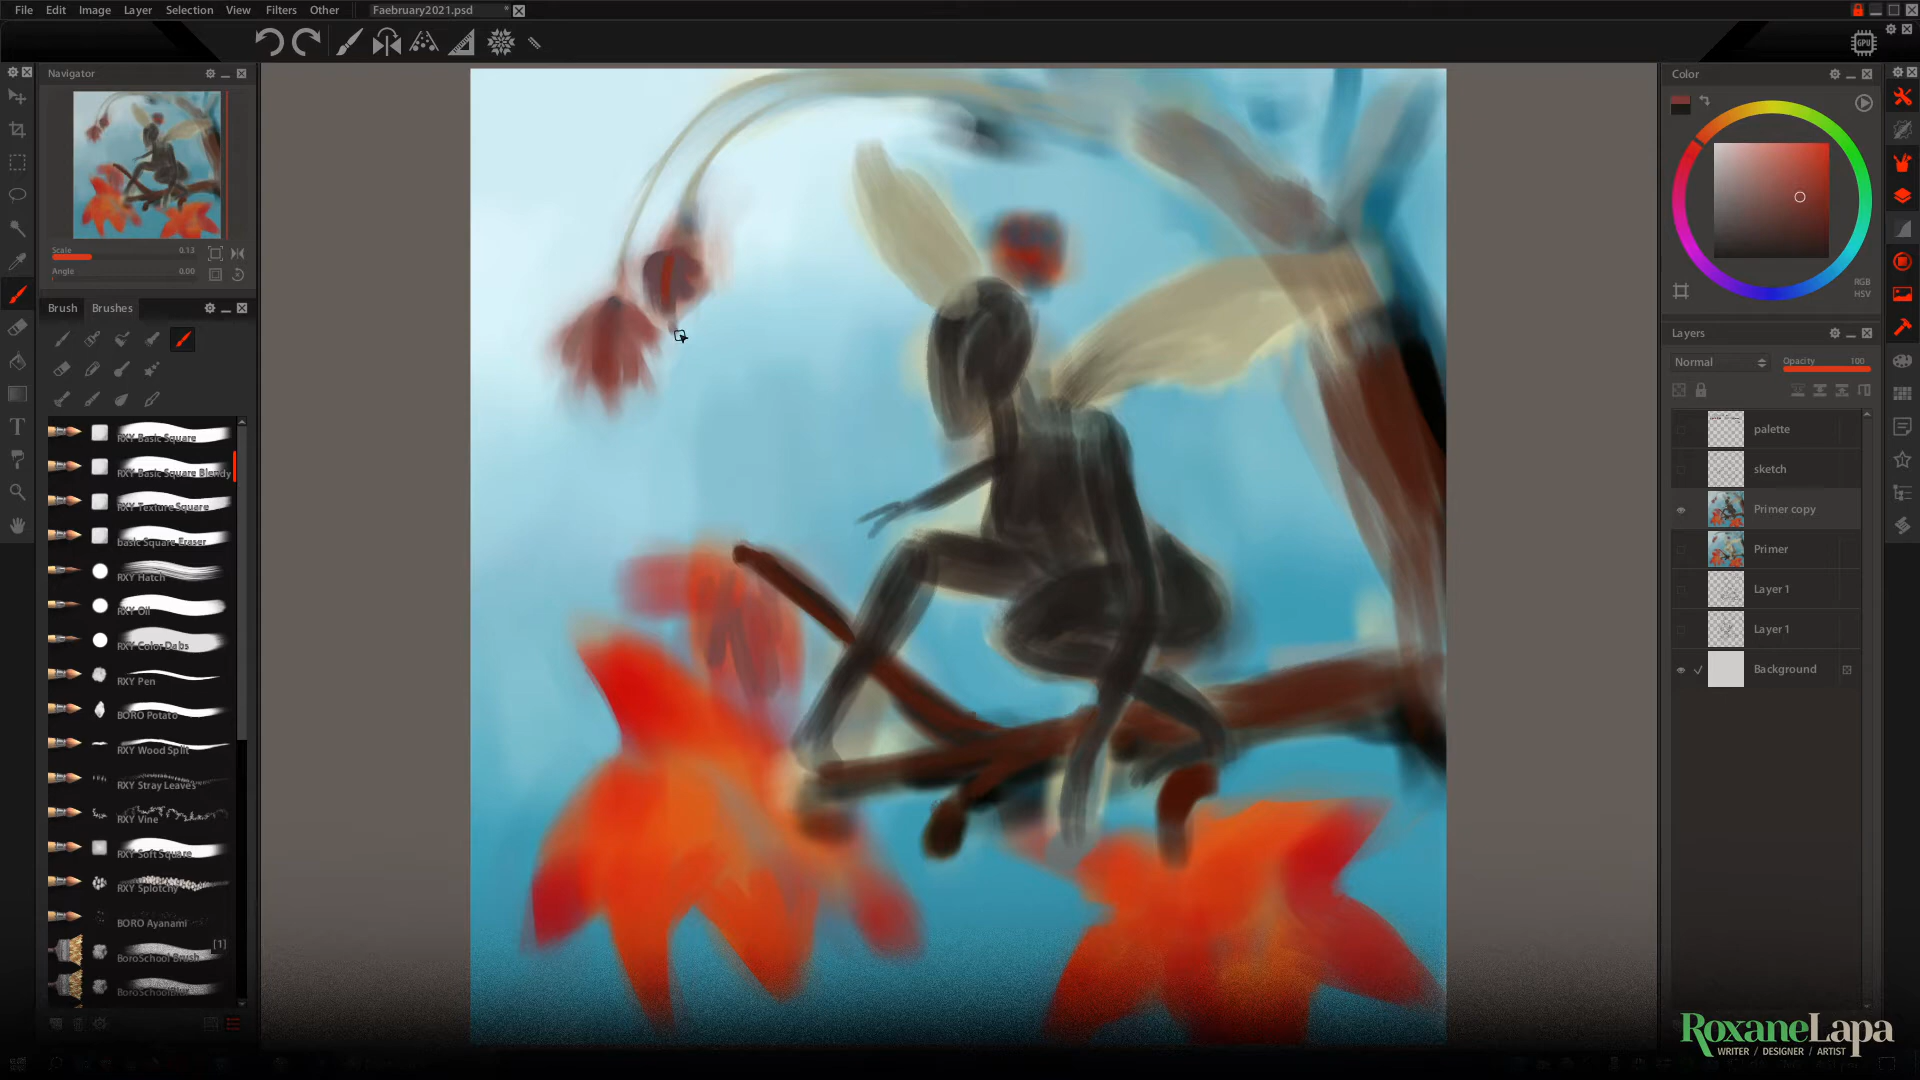 File Edit Image Layer Selection View Filters Other Faebruary2021.psd *
GPU
Navigator
Scale 0.13
Angle 0.00
Brush Brushes
RXY Basic Square
RXY Basic Square Blendy
RXY Texture Square
basic Square Eraser
RXY Hatch
RXY Oil
RXY Color Dabs
RXY Pen
BORO Potato
RXY Wood Split
RXY Stray Leaves
RXY Vine
RXY Soft Square
RXY Splotchy
BORO Ayanami
[1]
BoroSchool Brush
Color
RGB
HSV
Layers
Normal Opacity 100
palette
sketch
Primer copy
Primer
Layer 1
Layer 1
Background
RoxaneLapa
WRITER / DESIGNER / ARTIST